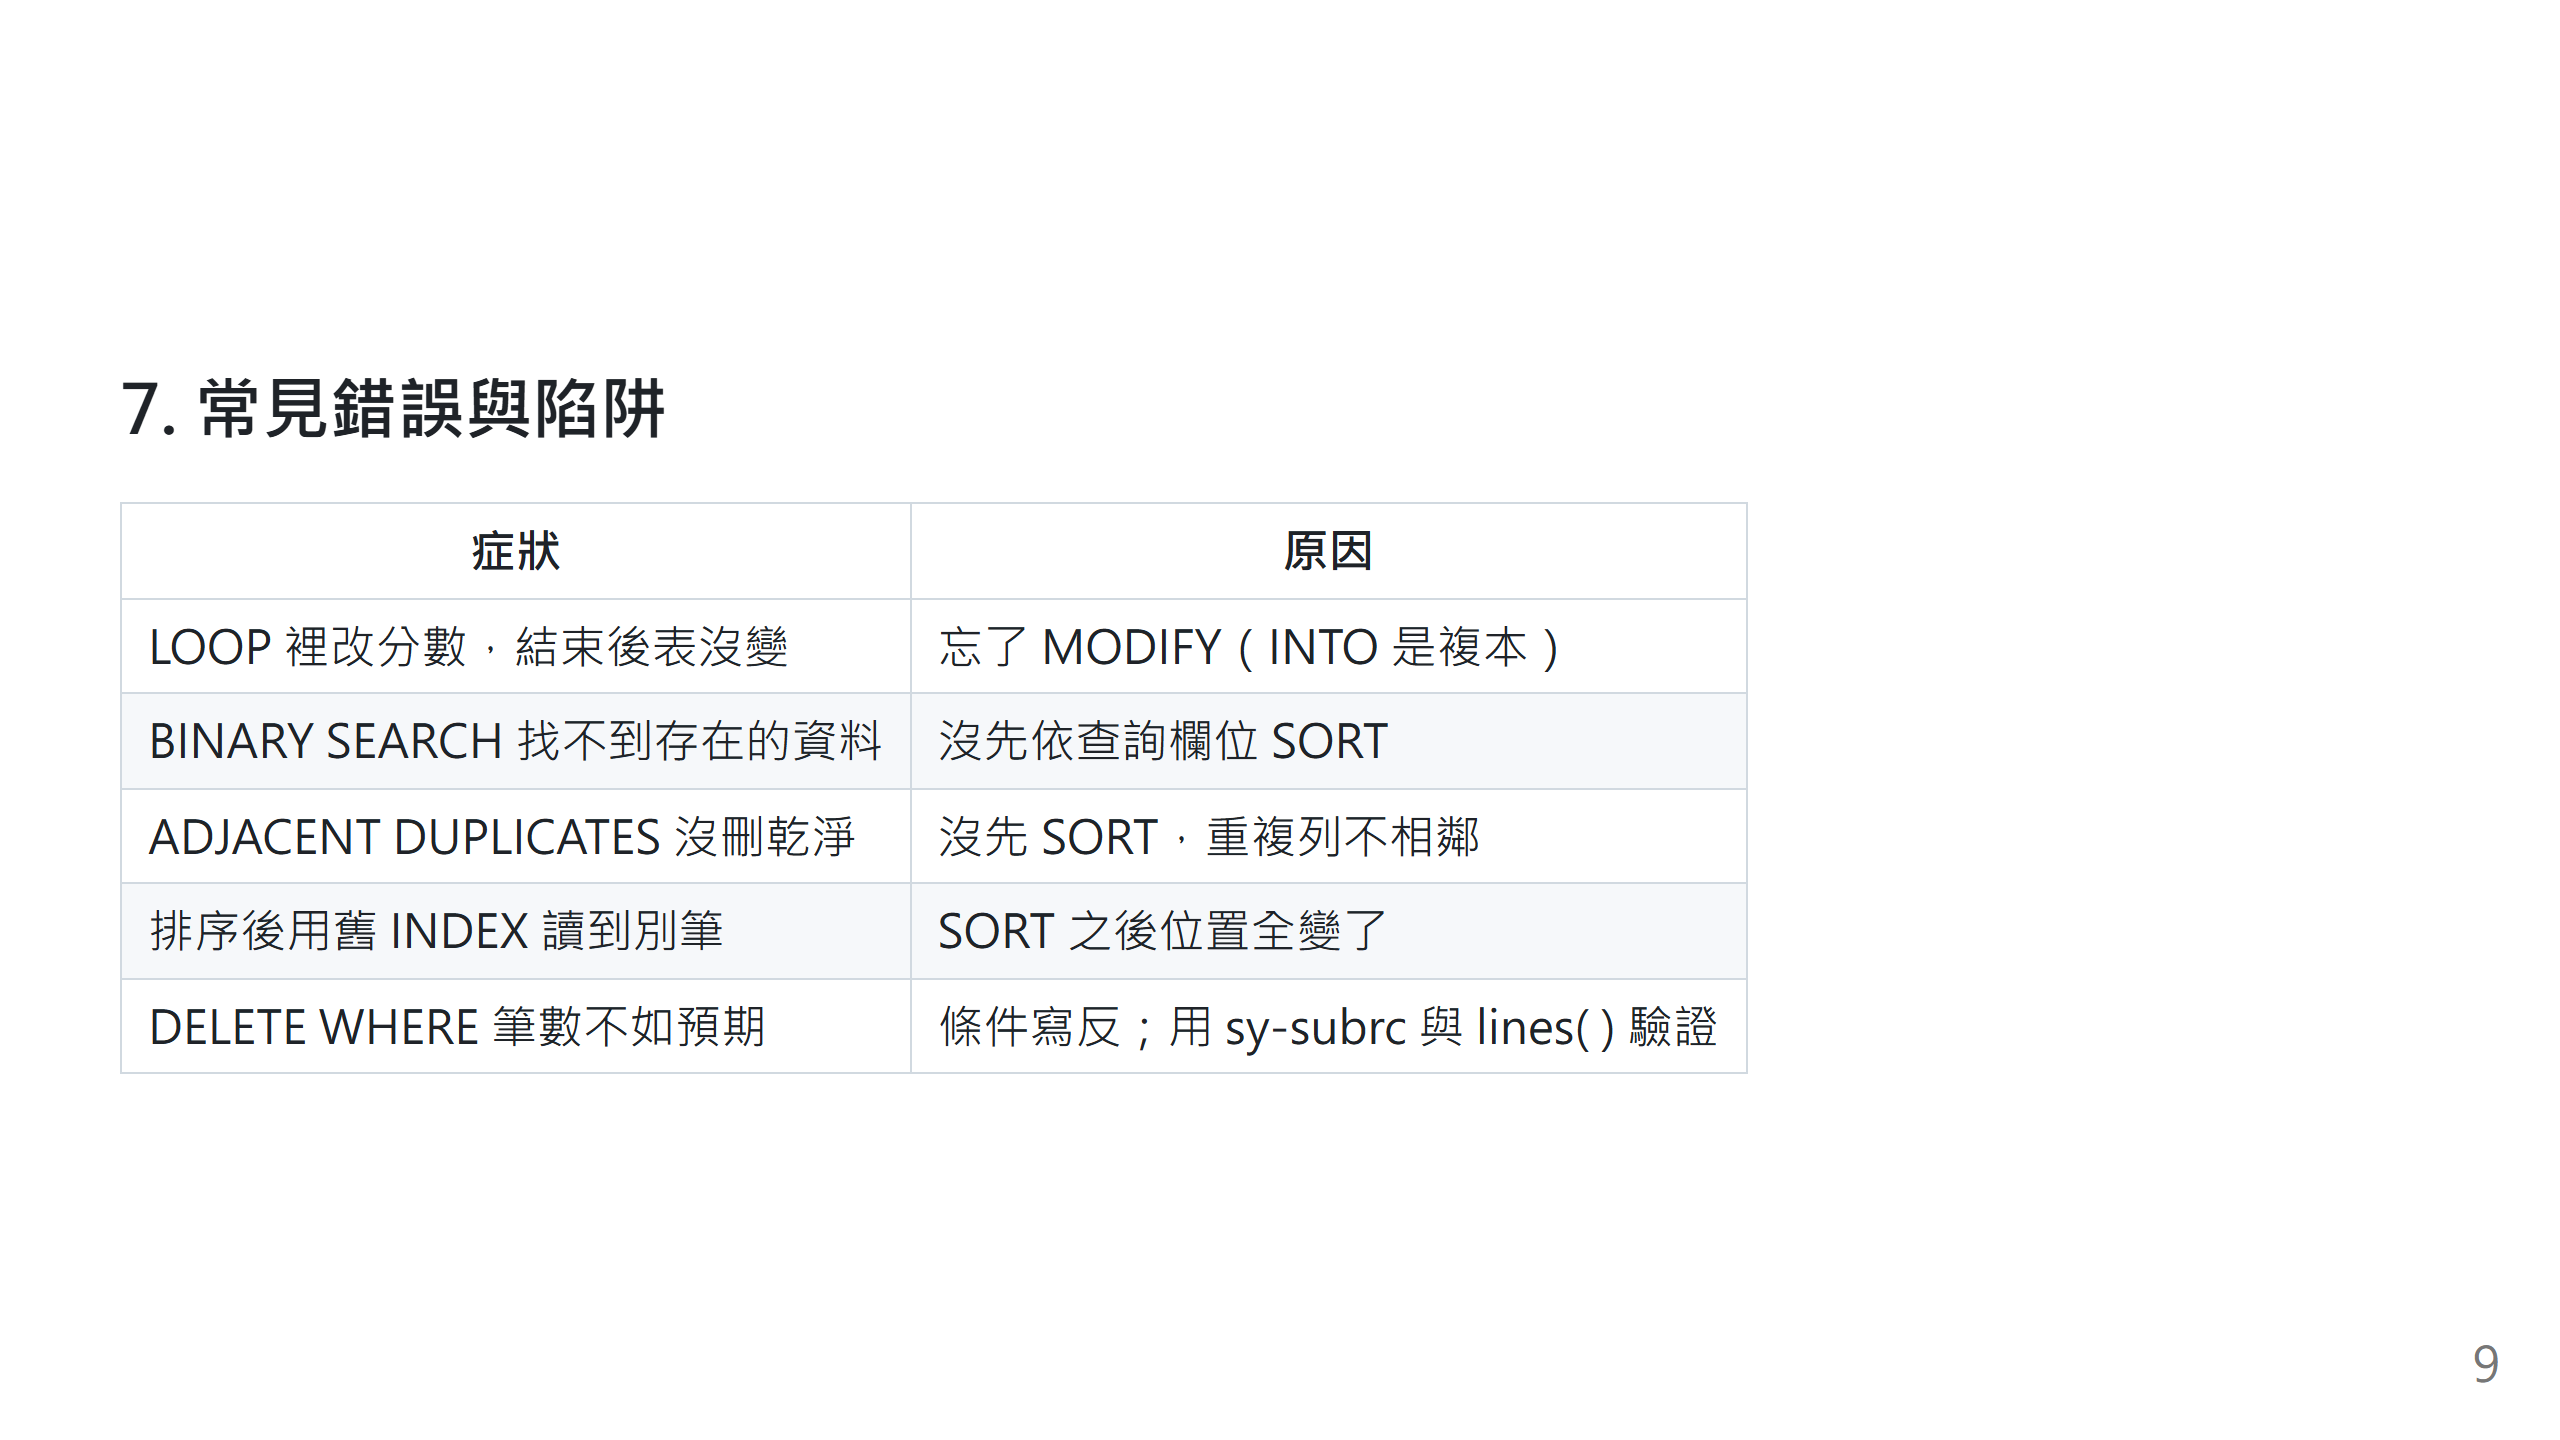 7. 常見錯誤與陷阱
症狀 原因
LOOP 裡改分數，結束後表沒變 忘了 MODIFY（INTO 是複本）
BINARY SEARCH 找不到存在的資料 沒先依查詢欄位 SORT
ADJACENT DUPLICATES 沒刪乾淨 沒先 SORT，重複列不相鄰
排序後用舊 INDEX 讀到別筆 SORT 之後位置全變了
DELETE WHERE 筆數不如預期 條件寫反；用 sy-subrc 與 lines( ) 驗證
9